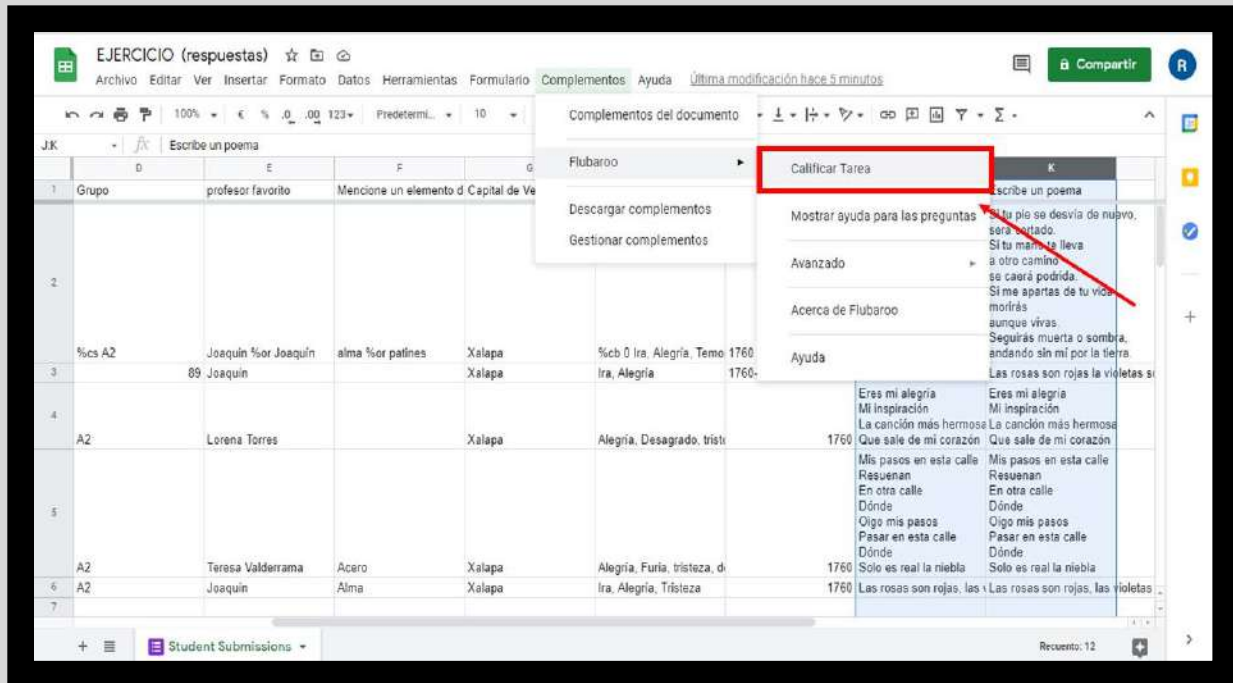 EJERCICIO (respuestas)
Archivo Editar Ver Insertar Formato Datos Herramientas Formulario Complementos Ayuda Última modificación hace 5 minutos
Compartir
R
100% € % .0 .00 123 Predetermi... 10
J:K fx Escribe un poema
D E F G K
1 Grupo profesor favorito Mencione un elemento d Capital de Ve Escribe un poema
Complementos del documento
Flubaroo
Descargar complementos
Gestionar complementos
Calificar Tarea
Mostrar ayuda para las preguntas
Avanzado
Acerca de Flubaroo
Ayuda
Si tu pie se desvía de nuevo,
será cortado.
Si tu mano te lleva
a otro camino
se caerá podrida.
Si me apartas de tu vida
morirás
aunque vivas.
Seguirás muerta o sombra,
andando sin mí por la tierra.
2 %cs A2 Joaquin %or Joaquín alma %or patines Xalapa %cb 0 Ira, Alegría, Temo 1760
3 89 Joaquín Xalapa Ira, Alegría 1760- Las rosas son rojas la violetas s
Eres mi alegria Eres mi alegria
Mi inspiración Mi inspiración
La canción más hermosa La canción más hermosa
4 A2 Lorena Torres Xalapa Alegría, Desagrado, triste 1760 Que sale de mi corazón Que sale de mi corazón
Mis pasos en esta calle Mis pasos en esta calle
Resuenan Resuenan
En otra calle En otra calle
Dónde Dónde
Oigo mis pasos Oigo mis pasos
Pasar en esta calle Pasar en esta calle
Dónde Dónde
5 A2 Teresa Valderrama Acero Xalapa Alegría, Furia, tristeza, d 1760 Solo es real la niebla Solo es real la niebla
6 A2 Joaquin Alma Xalapa Ira, Alegría, Tristeza 1760 Las rosas son rojas, las Las rosas son rojas, las violetas
7
Student Submissions
Recuento: 12